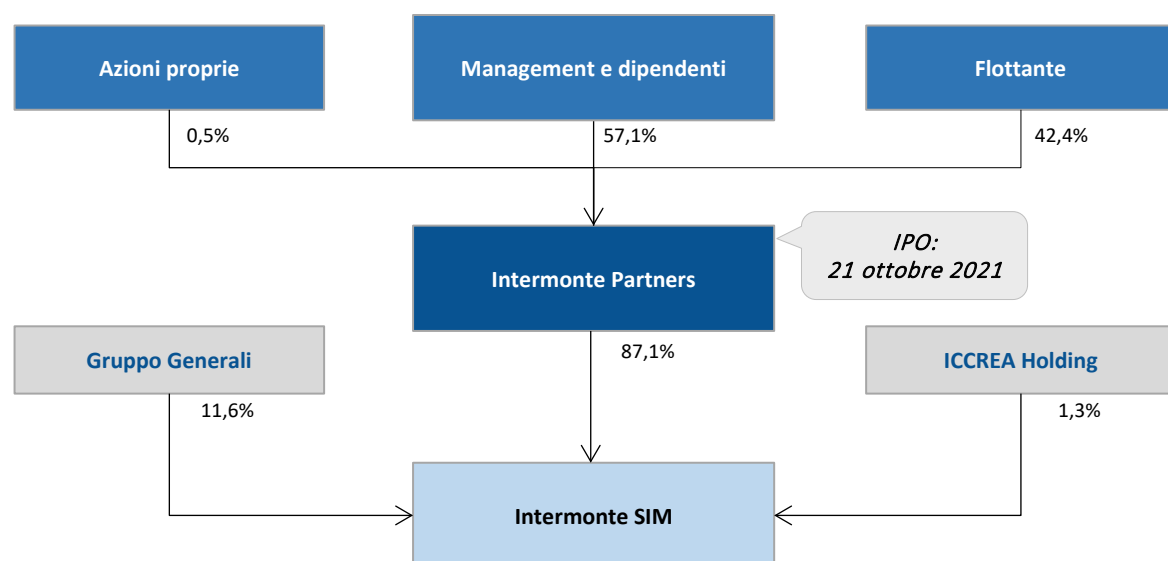 Azioni proprie
Management e dipendenti
Flottante
0,5%
57,1%
42,4%
Intermonte Partners
IPO:
21 ottobre 2021
87,1%
Gruppo Generali
ICCREA Holding
11,6%
1,3%
Intermonte SIM